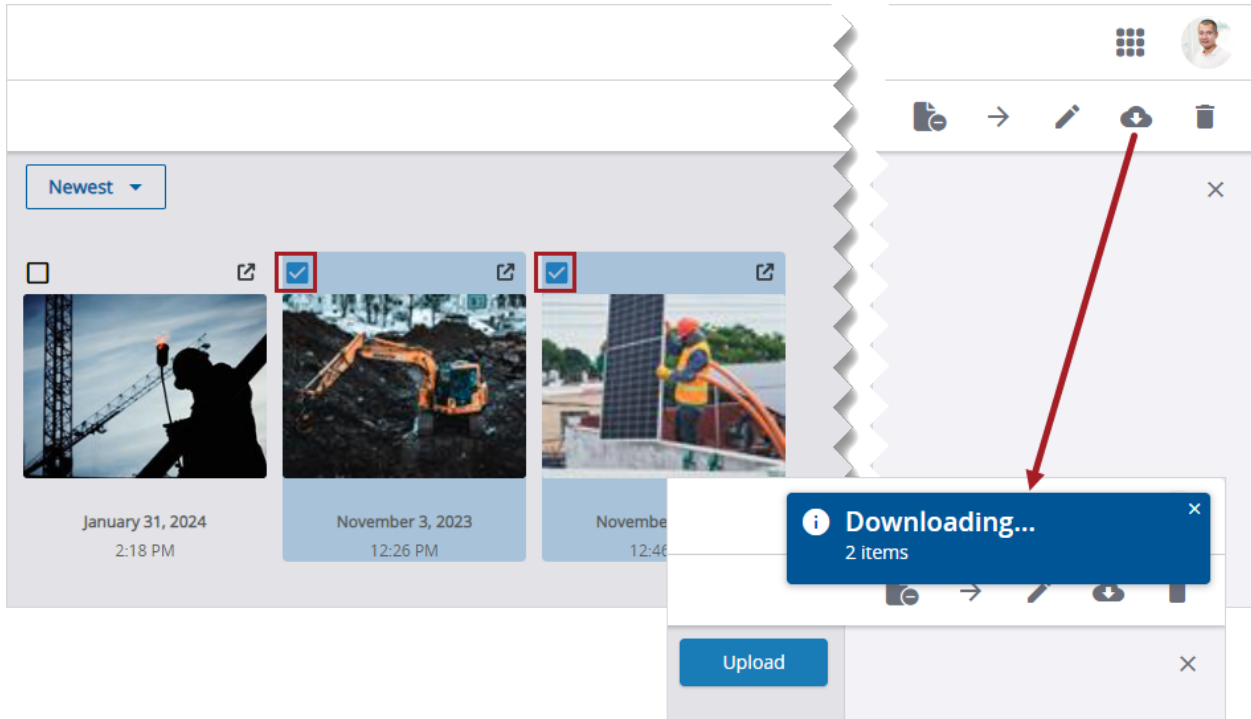 Newest
January 31, 2024
2:18 PM
November 3, 2023
12:26 PM
Downloading...
2 items
Upload